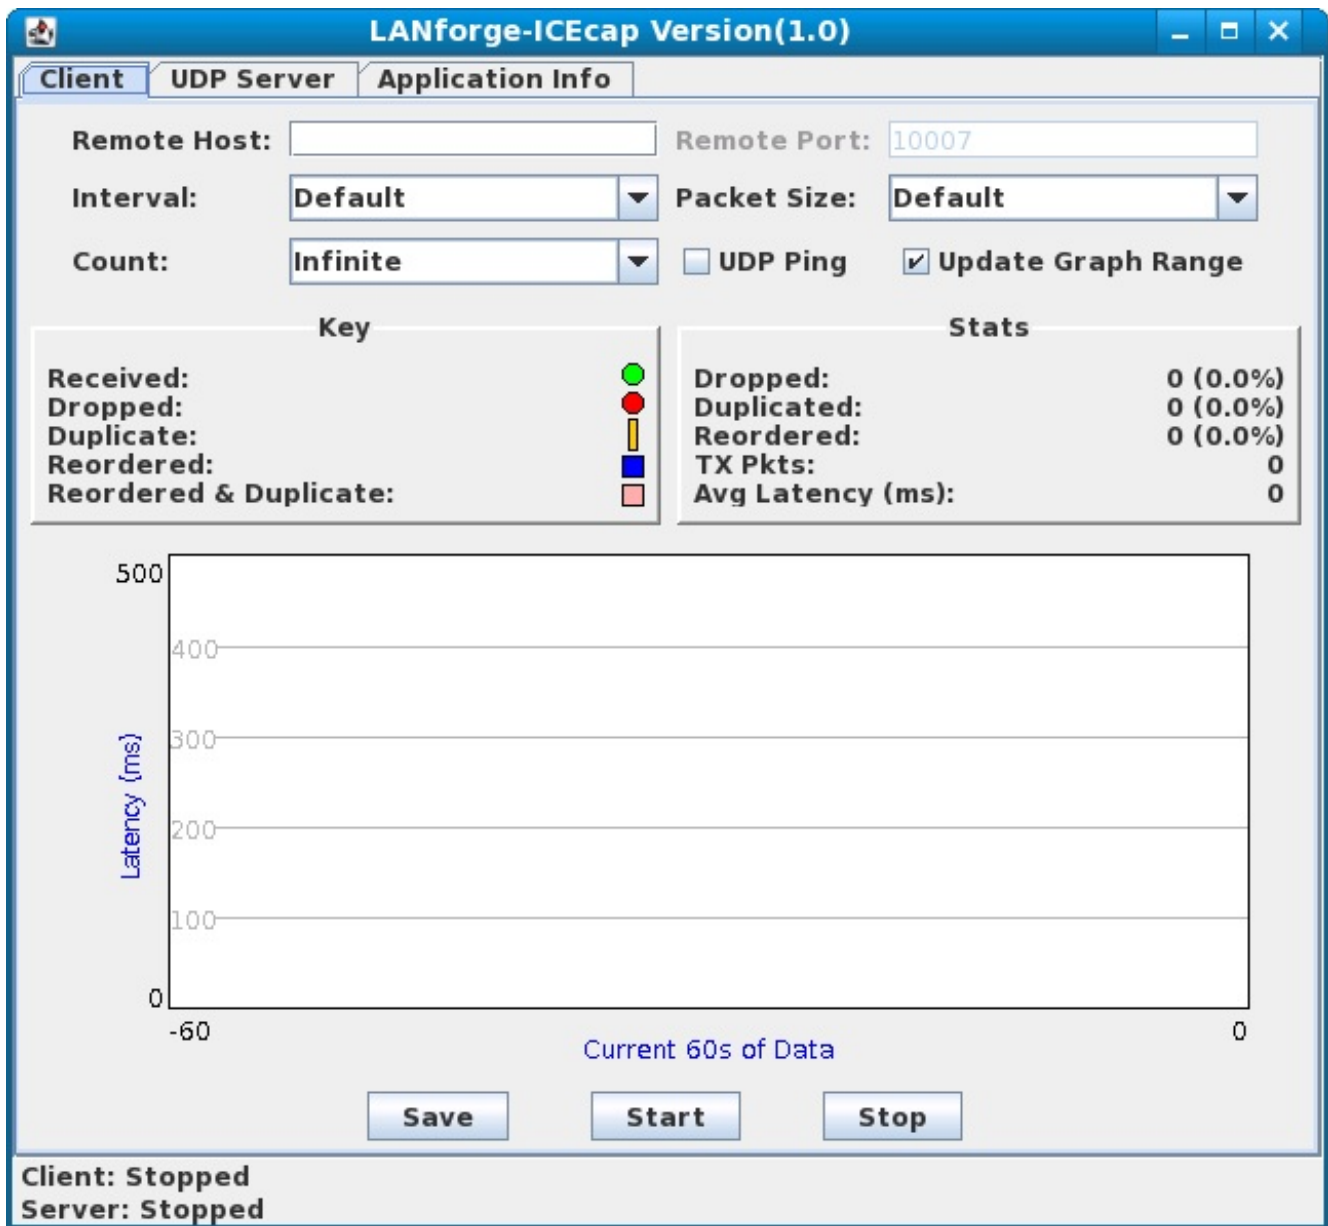 LANforge-ICEcap Version(1.0)
Client UDP Server Application Info
Remote Host: Remote Port: 10007
Interval: Default Packet Size: Default
Count: Infinite UDP Ping Update Graph Range
Key
Received:
Dropped:
Duplicate:
Reordered:
Reordered & Duplicate:
Stats
Dropped: 0 (0.0%)
Duplicated: 0 (0.0%)
Reordered: 0 (0.0%)
TX Pkts: 0
Avg Latency (ms): 0
500
400
300
200
100
0
Latency (ms)
-60 0
Current 60s of Data
Save Start Stop
Client: Stopped
Server: Stopped